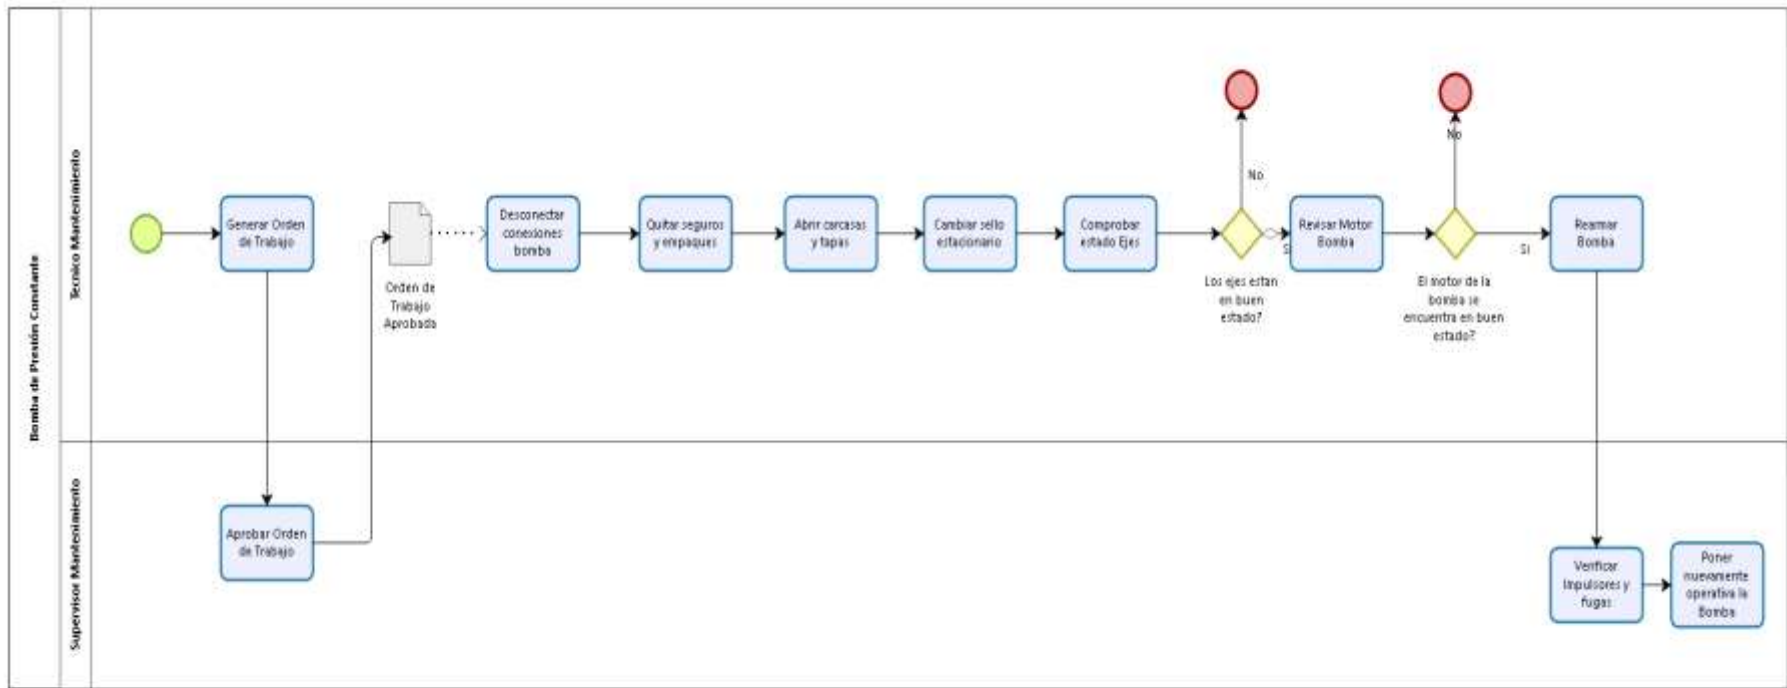 Bomba de Prestón Constante
Tecnico Mantenimiento
Generar Orden
de Trabajo
Orden de
Trabajo
Aprobada
Desconectar
conexiones
bomba
Quitar seguros
y empaques
Abrir carcasas
y tapas
Cambiar sello
estacionario
Comprobar
estado Ejes
No
Los ejes estan
en buen
estado?
S
Revisar Motor
Bomba
No
El motor de la
bomba se
encuentra en buen
estado?
Si
Rearmar
Bomba
Supervisor Mantenimiento
Aprobar Orden
de Trabajo
Verificar
Impulsores y
fugas
Poner
nuevamente
operativa la
Bomba